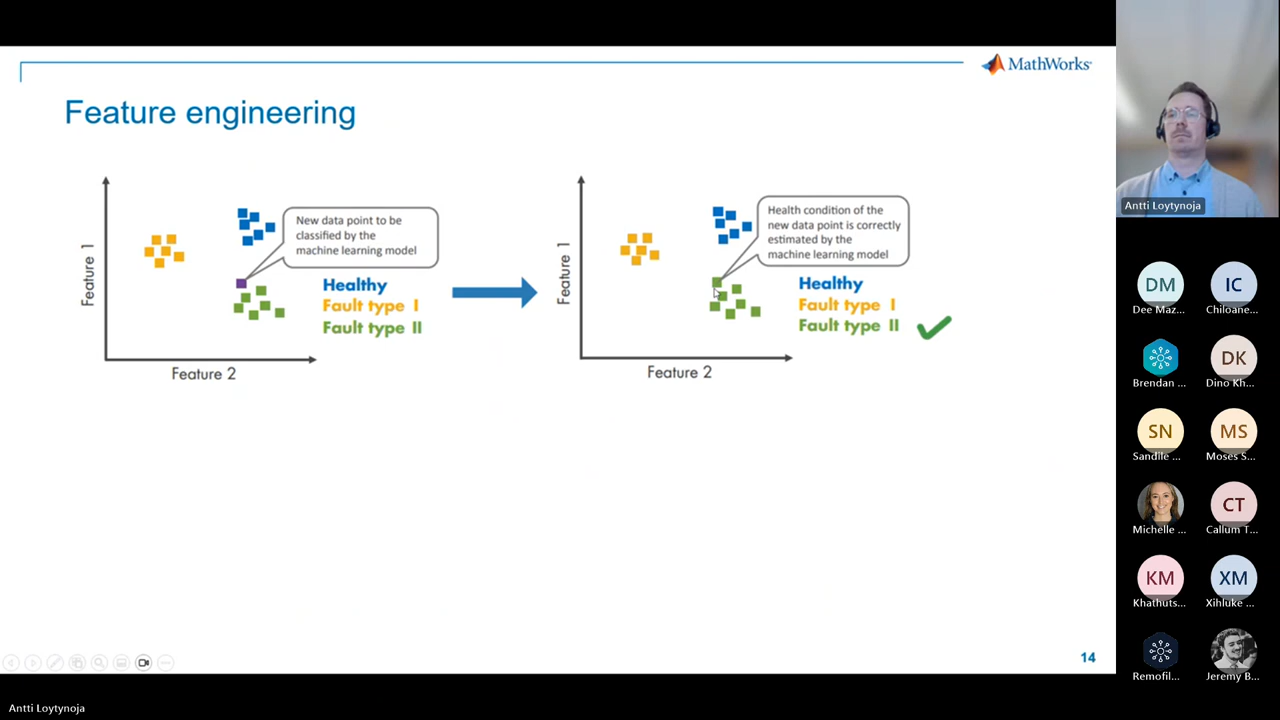 MathWorks
Feature engineering
Feature 1
New data point to be
classified by the
machine learning model
Healthy
Fault type I
Fault type II
Feature 2
Feature 1
Health condition of the
new data point is correctly
estimated by the
machine learning model
Healthy
Fault type I
Fault type II
Feature 2
14
Antti Loytynoja
Antti Loytynoja
DM
Dee Maz...
IC
Chiloane...
Brendan ...
DK
Dino Kh...
SN
Sandile ...
MS
Moses S...
Michelle ...
CT
Callum T...
KM
Khathuts...
XM
Xihluke ...
Remofil...
Jeremy B...